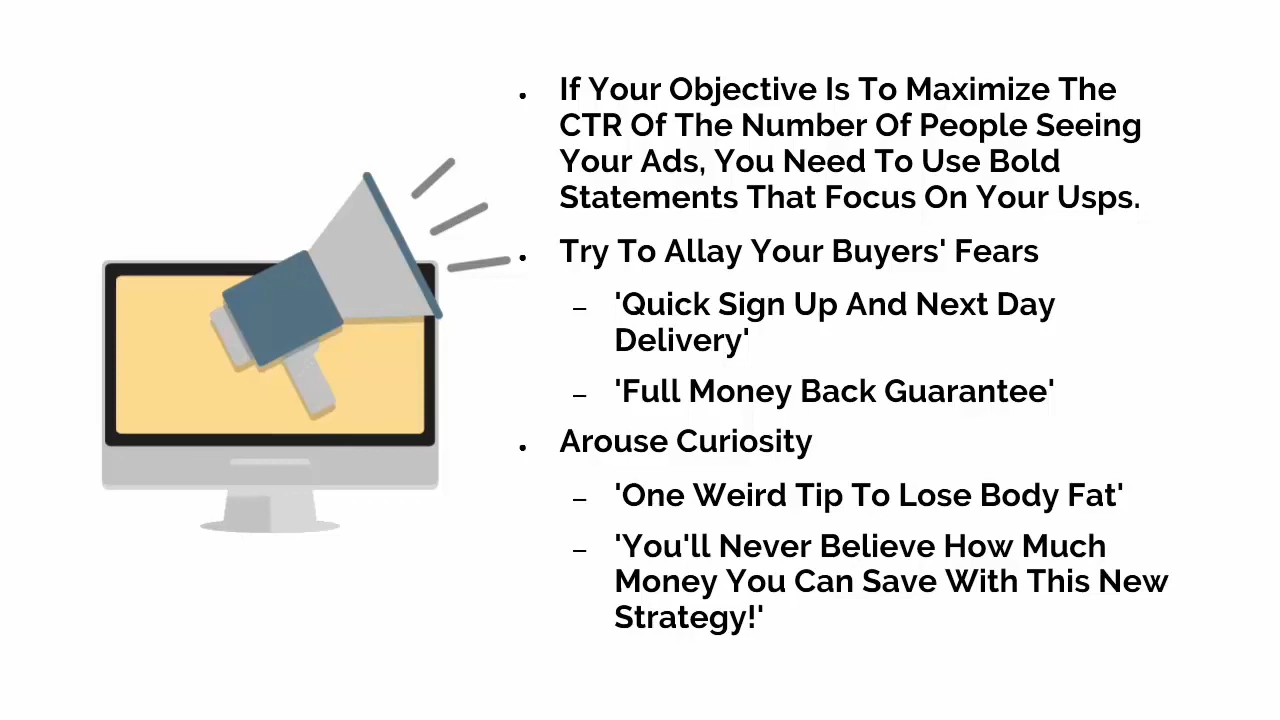 • If Your Objective Is To Maximize The
CTR Of The Number Of People Seeing
Your Ads, You Need To Use Bold
Statements That Focus On Your Usps.
• Try To Allay Your Buyers' Fears
– 'Quick Sign Up And Next Day
Delivery'
– 'Full Money Back Guarantee'
• Arouse Curiosity
– 'One Weird Tip To Lose Body Fat'
– 'You'll Never Believe How Much
Money You Can Save With This New
Strategy!'